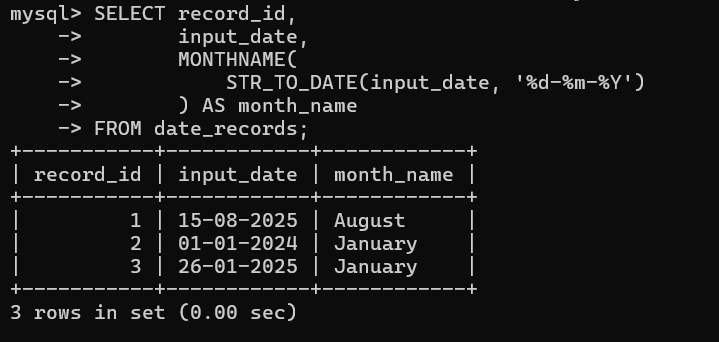 mysql> SELECT record_id,
    ->        input_date,
    ->        MONTHNAME(
    ->            STR_TO_DATE(input_date, '%d-%m-%Y')
    ->        ) AS month_name
    -> FROM date_records;
+-----------+------------+------------+
| record_id | input_date | month_name |
+-----------+------------+------------+
|         1 | 15-08-2025 | August     |
|         2 | 01-01-2024 | January    |
|         3 | 26-01-2025 | January    |
+-----------+------------+------------+
3 rows in set (0.00 sec)